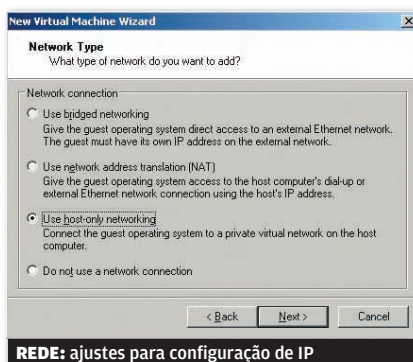 New Virtual Machine Wizard
Network Type
What type of network do you want to add?
Network connection
Use bridged networking
Give the guest operating system direct access to an external Ethernet network.
The guest must have its own IP address on the external network.
Use network address translation (NAT)
Give the guest operating system access to the host computer's dial-up or
external Ethernet network connection using the host's IP address.
Use host-only networking
Connect the guest operating system to a private virtual network on the host
computer.
Do not use a network connection
< Back
Next >
Cancel
REDE: ajustes para configuração de IP